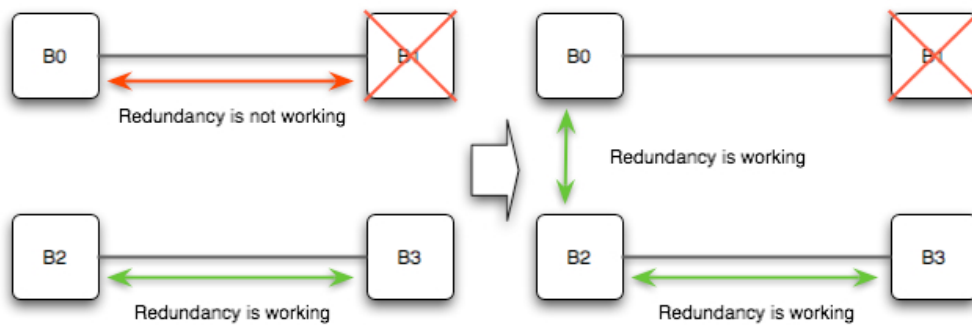 B0
B1
B0
B1
Redundancy is not working
Redundancy is working
B2
B3
B2
B3
Redundancy is working
Redundancy is working